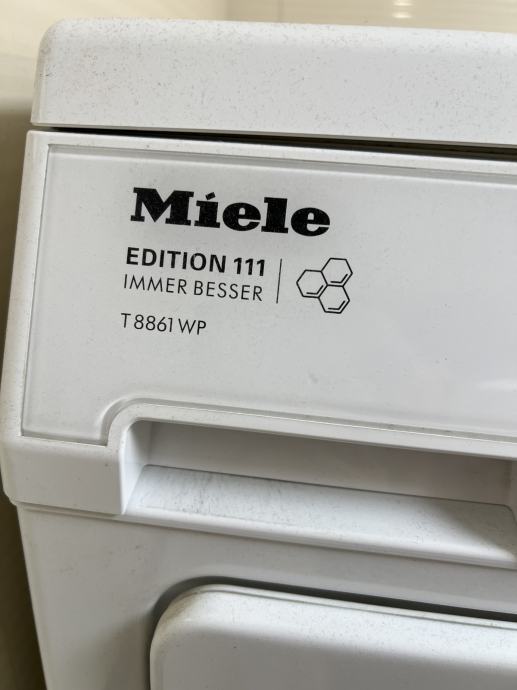 Miele
EDITION 111
IMMER BESSER
T 8861 WP